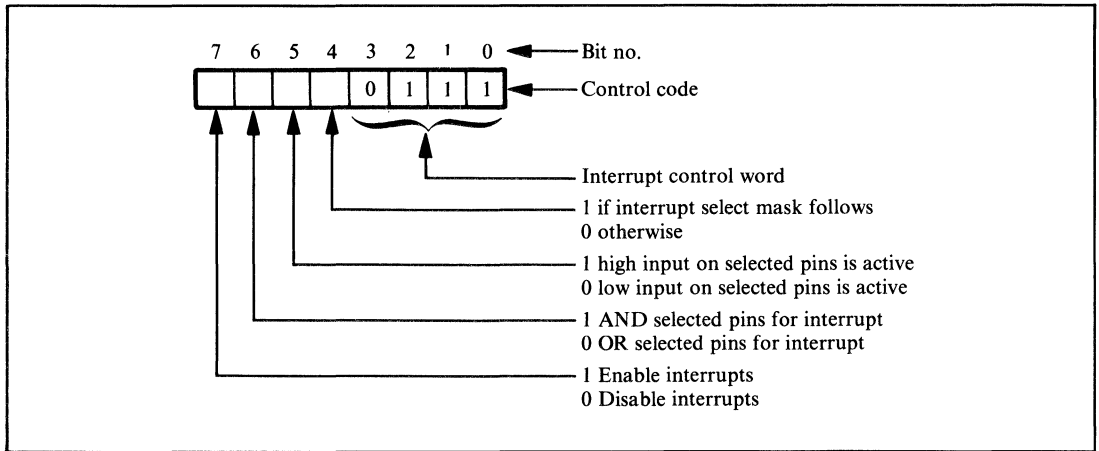 7 6 5 4 3 2 1 0 Bit no.
0 1 1 1 Control code
Interrupt control word
1 if interrupt select mask follows
0 otherwise
1 high input on selected pins is active
0 low input on selected pins is active
1 AND selected pins for interrupt
0 OR selected pins for interrupt
1 Enable interrupts
0 Disable interrupts